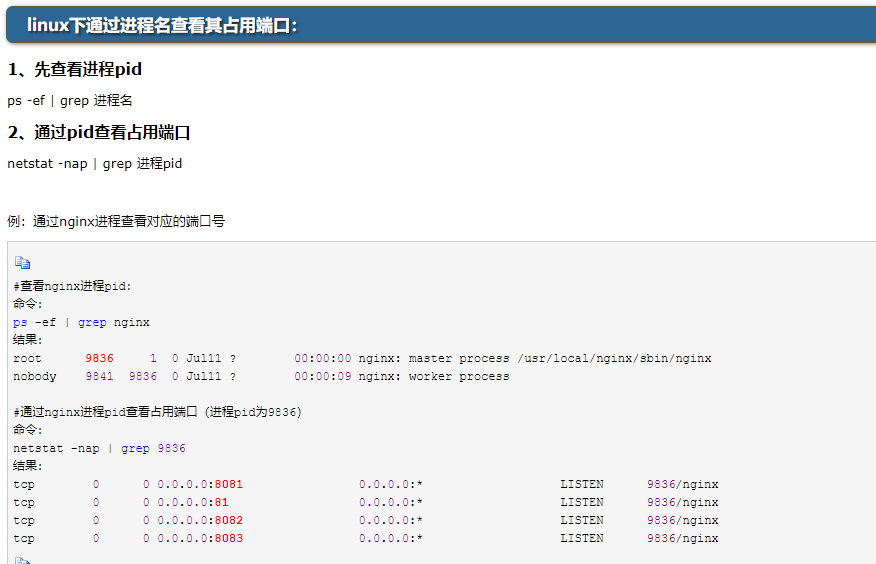 linux下通过进程名查看其占用端口：
1、先查看进程pid
ps -ef | grep 进程名
2、通过pid查看占用端口
netstat -nap | grep 进程pid
例：通过nginx进程查看对应的端口号
#查看nginx进程pid：
命令：
ps -ef | grep nginx
结果：
root      9836     1  0 Jul11 ?        00:00:00 nginx: master process /usr/local/nginx/sbin/nginx
nobody    9841  9836  0 Jul11 ?        00:00:09 nginx: worker process
#通过nginx进程pid查看占用端口（进程pid为9836）
命令：
netstat -nap | grep 9836
结果：
tcp        0      0 0.0.0.0:8081                0.0.0.0:*                   LISTEN      9836/nginx
tcp        0      0 0.0.0.0:81                  0.0.0.0:*                   LISTEN      9836/nginx
tcp        0      0 0.0.0.0:8082                0.0.0.0:*                   LISTEN      9836/nginx
tcp        0      0 0.0.0.0:8083                0.0.0.0:*                   LISTEN      9836/nginx